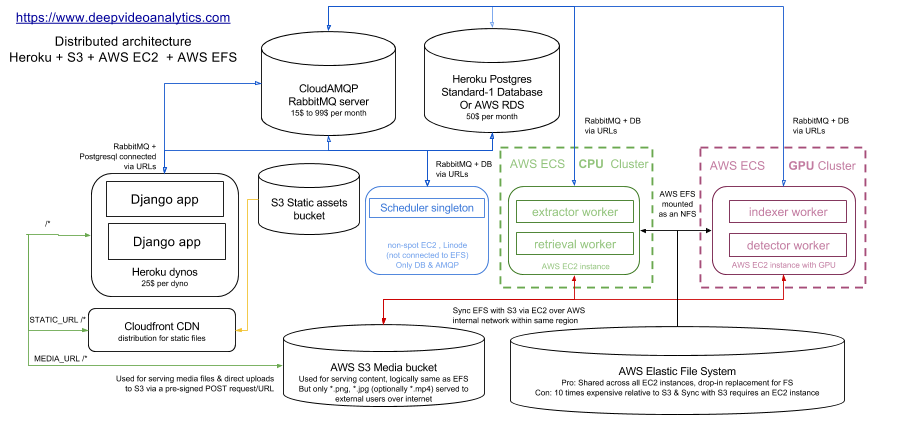 https://www.deepvideoanalytics.com
Distributed architecture
Heroku + S3 + AWS EC2 + AWS EFS
CloudAMQP
RabbitMQ server
15$ to 99$ per month
Heroku Postgres
Standard-1 Database
Or AWS RDS
50$ per month
RabbitMQ + DB
via URLs
RabbitMQ + DB
via URLs
RabbitMQ +
Postgresql connected
via URLs
RabbitMQ + DB
via URLs
AWS ECS CPU Cluster
AWS ECS GPU Cluster
Django app
Django app
Heroku dynos
25$ per dyno
S3 Static assets
bucket
Scheduler singleton
non-spot EC2 , Linode
(not connected to EFS)
Only DB & AMQP
extractor worker
retrieval worker
AWS EC2 instance
AWS EFS
mounted
as an NFS
indexer worker
detector worker
AWS EC2 instance with GPU
/*
STATIC_URL /*
MEDIA_URL /*
Cloudfront CDN
distribution for static files
Sync EFS with S3 via EC2 over AWS
internal network within same region
Used for serving media files & direct uploads
to S3 via a pre-signed POST request/URL
AWS S3 Media bucket
Used for serving content, logically same as EFS
But only *.png, *.jpg (optionally *.mp4) served to
external users over internet
AWS Elastic File System
Pro: Shared across all EC2 instances, drop-in replacement for FS
Con: 10 times expensive relative to S3 & Sync with S3 requires an EC2 instance